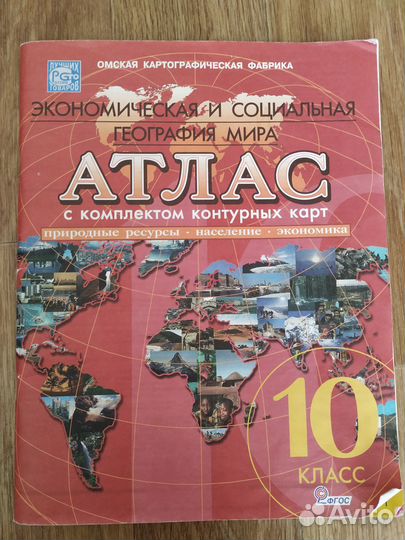 ЛУЧШИХ
ТОВАРОВ
ОМСКАЯ КАРТОГРАФИЧЕСКАЯ ФАБРИКА
ЭКОНОМИЧЕСКАЯ И СОЦИАЛЬНАЯ
ГЕОГРАФИЯ МИРА
АТЛАС
с комплектом контурных карт
природные ресурсы · население · экономика
10
КЛАСС
ФГОС
Avito